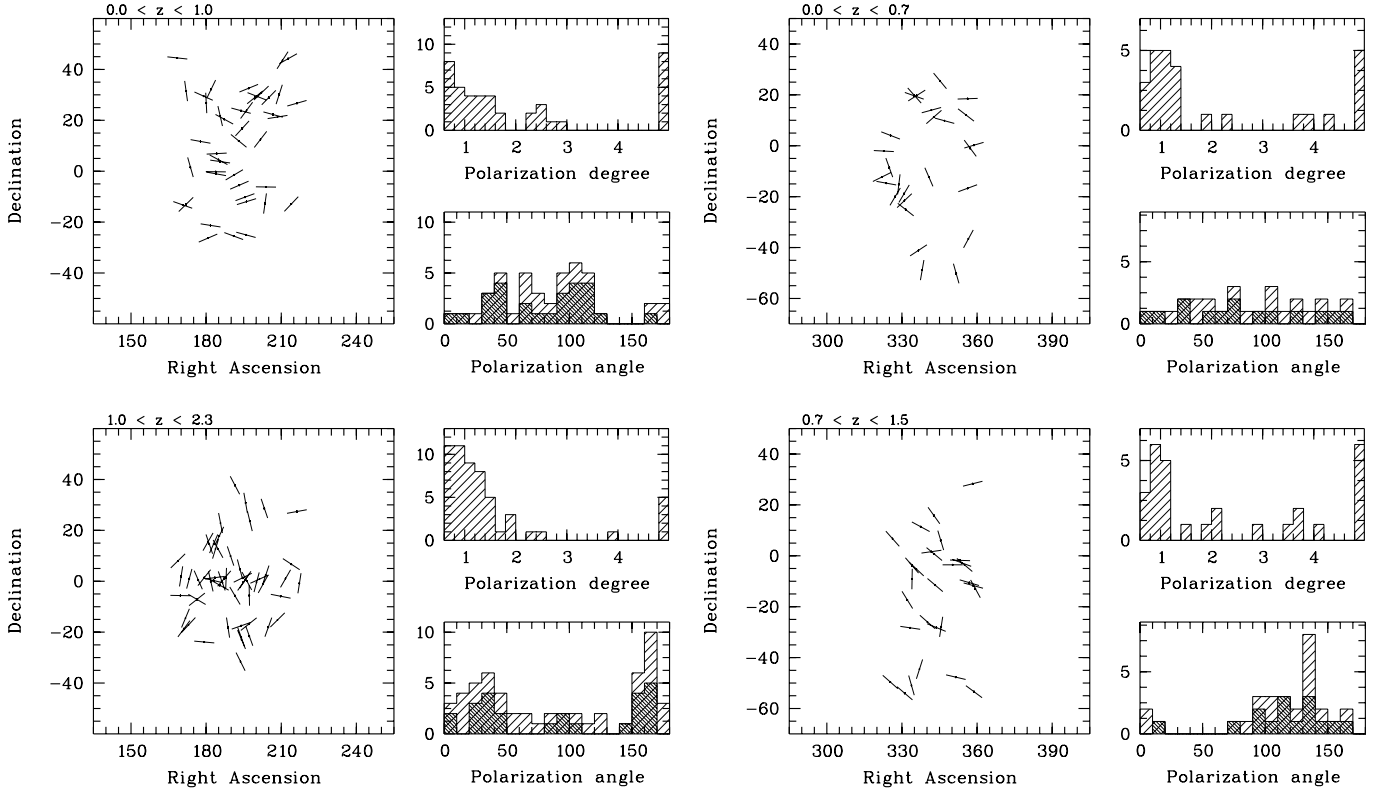 0.0 < z < 1.0
40
20
0
−20
−40
Declination
150 180 210 240
Right Ascension
10
5
0
1 2 3 4
Polarization degree
10
5
0
0 50 100 150
Polarization angle
0.0 < z < 0.7
40
20
0
−20
−40
−60
Declination
300 330 360 390
Right Ascension
5
0
1 2 3 4
Polarization degree
5
0
0 50 100 150
Polarization angle
1.0 < z < 2.3
40
20
0
−20
−40
Declination
150 180 210 240
Right Ascension
10
5
0
1 2 3 4
Polarization degree
10
5
0
0 50 100 150
Polarization angle
0.7 < z < 1.5
40
20
0
−20
−40
−60
Declination
300 330 360 390
Right Ascension
5
0
1 2 3 4
Polarization degree
5
0
0 50 100 150
Polarization angle